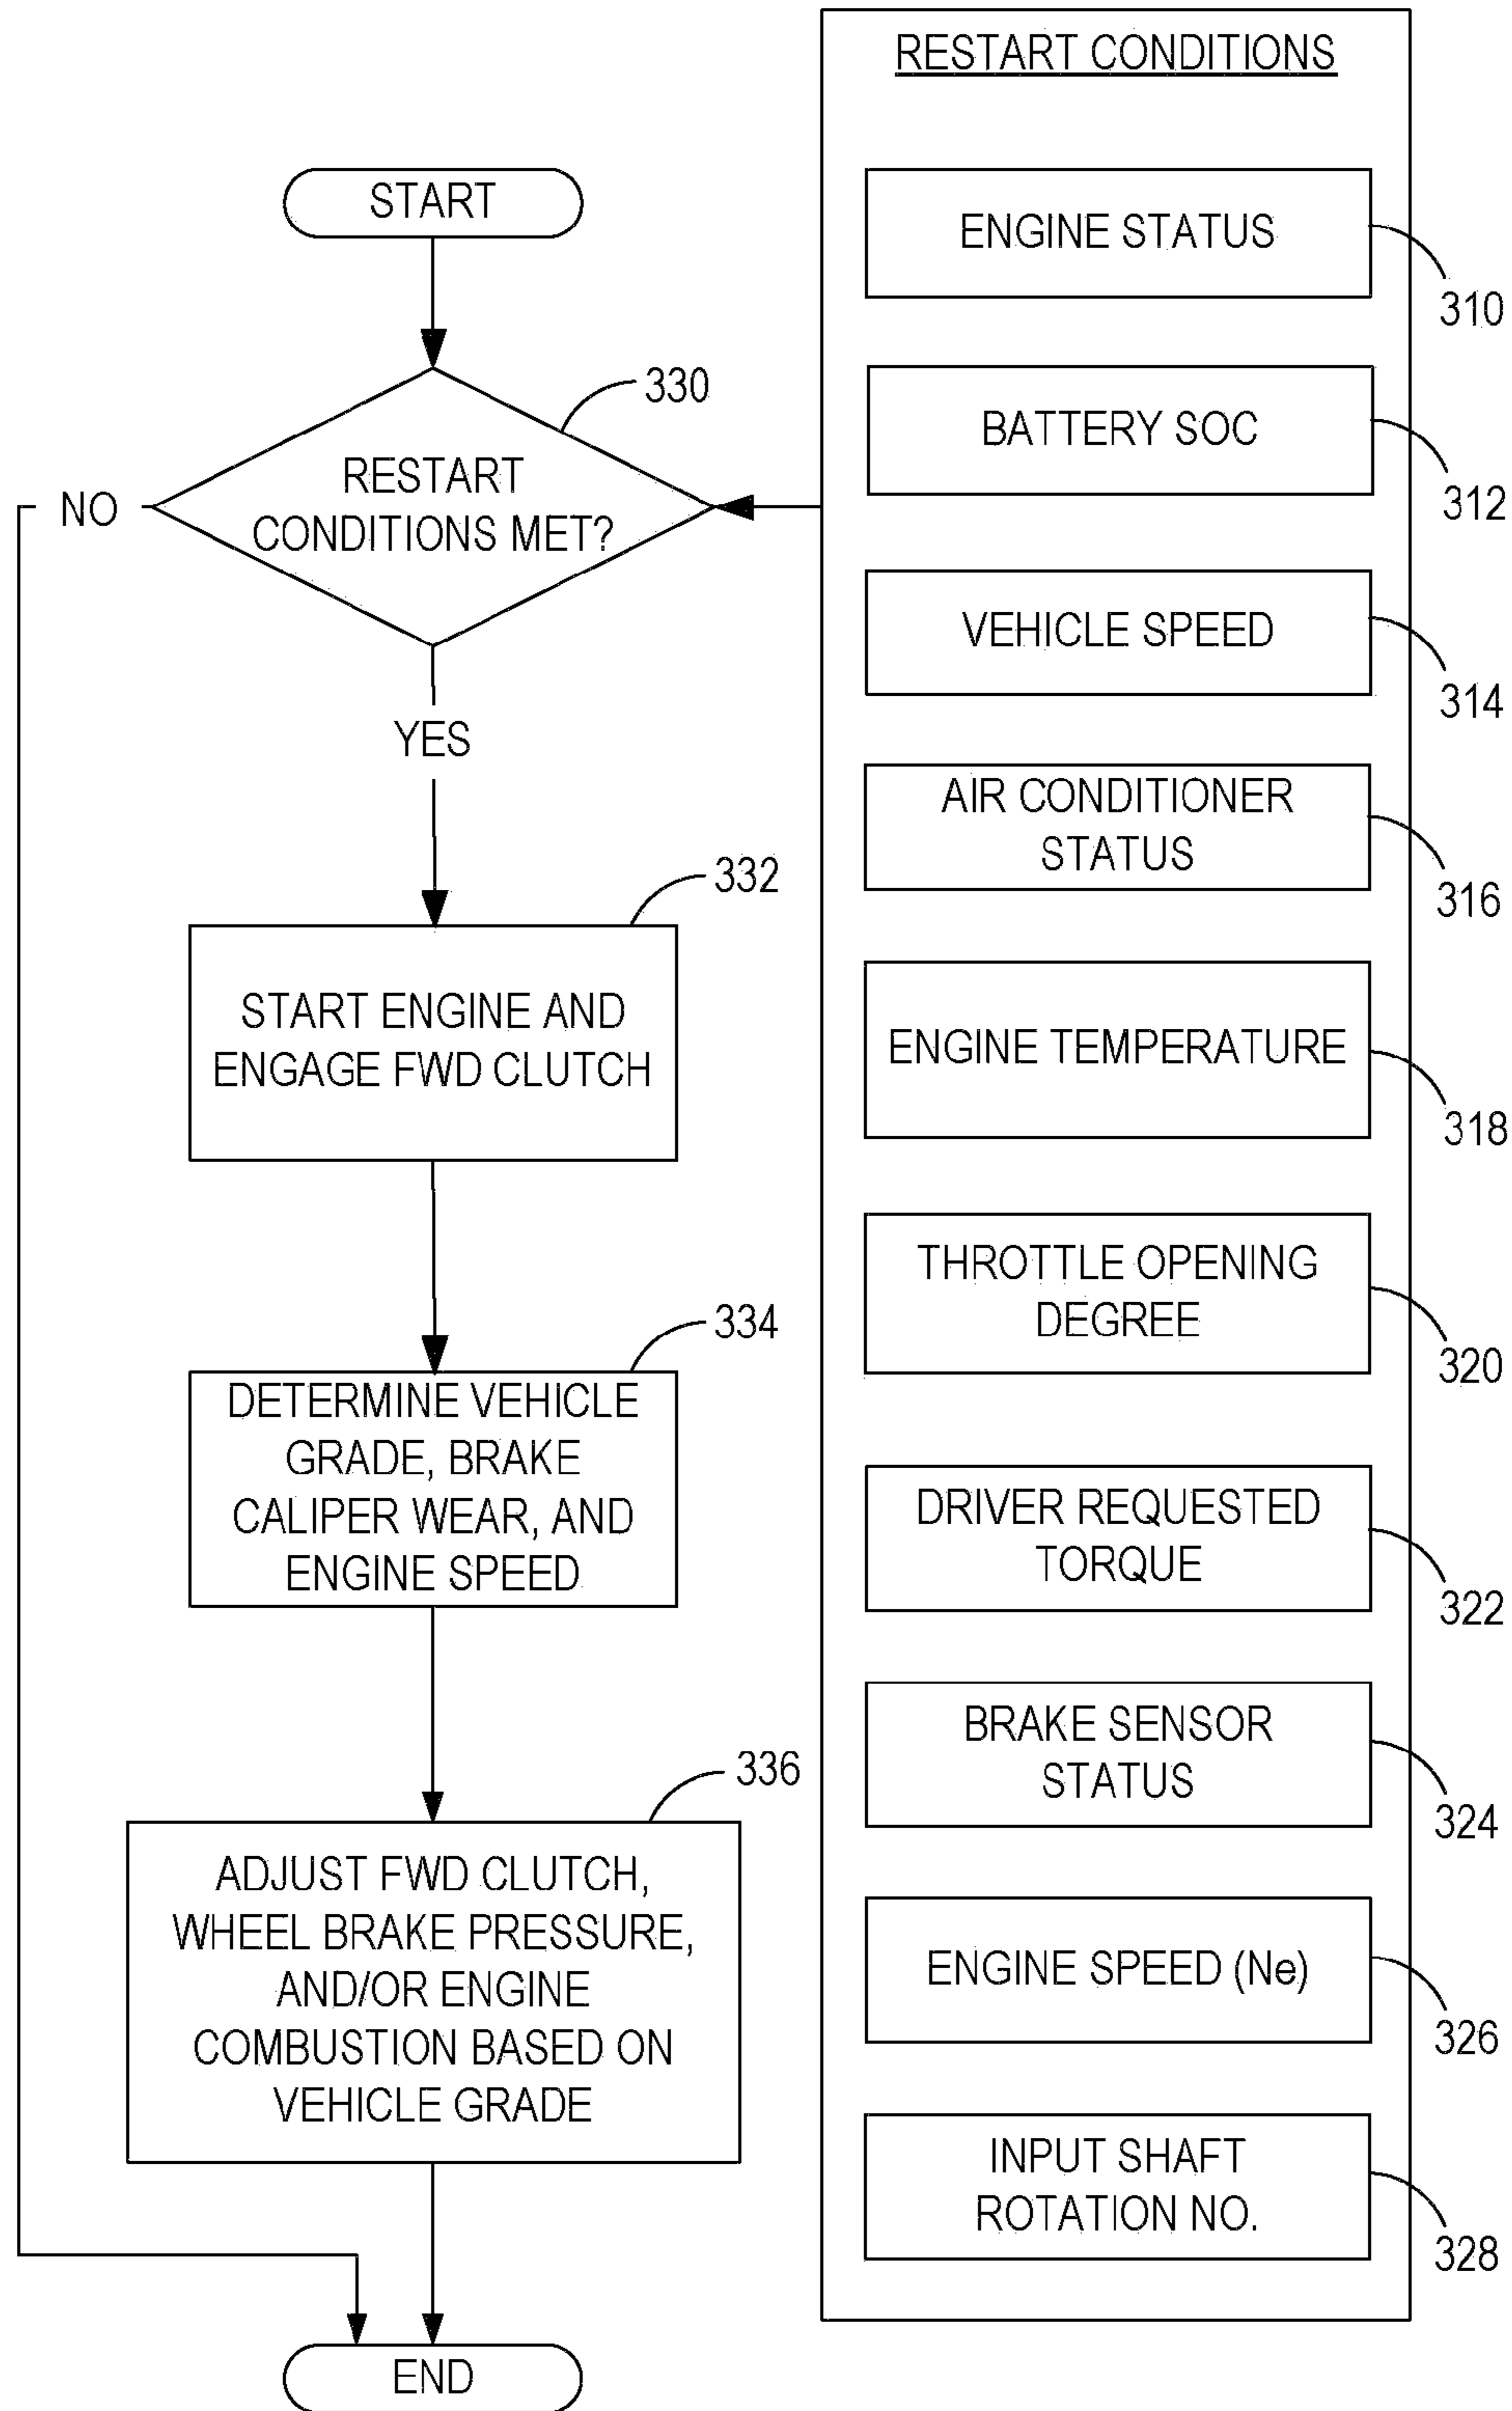 START
330
RESTART
CONDITIONS MET?
NO
YES
332
START ENGINE AND
ENGAGE FWD CLUTCH
334
DETERMINE VEHICLE
GRADE, BRAKE
CALIPER WEAR, AND
ENGINE SPEED
336
ADJUST FWD CLUTCH,
WHEEL BRAKE PRESSURE,
AND/OR ENGINE
COMBUSTION BASED ON
VEHICLE GRADE
END
RESTART CONDITIONS
ENGINE STATUS
310
BATTERY SOC
312
VEHICLE SPEED
314
AIR CONDITIONER
STATUS
316
ENGINE TEMPERATURE
318
THROTTLE OPENING
DEGREE
320
DRIVER REQUESTED
TORQUE
322
BRAKE SENSOR
STATUS
324
ENGINE SPEED (Ne)
326
INPUT SHAFT
ROTATION NO.
328